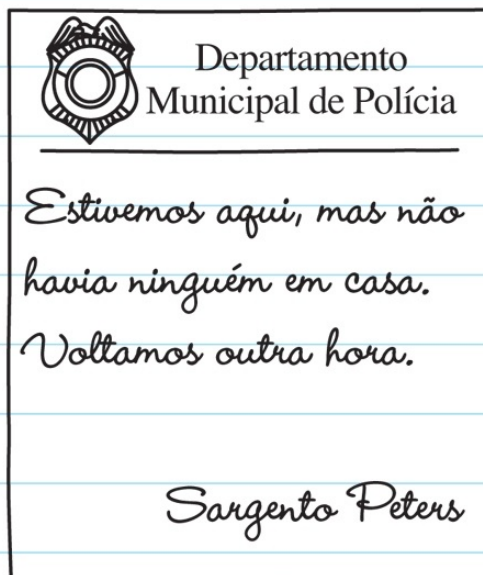 Departamento
Municipal de Polícia
Estivemos aqui, mas não
havia ninguém em casa.
Voltamos outra hora.
Sargento Peters